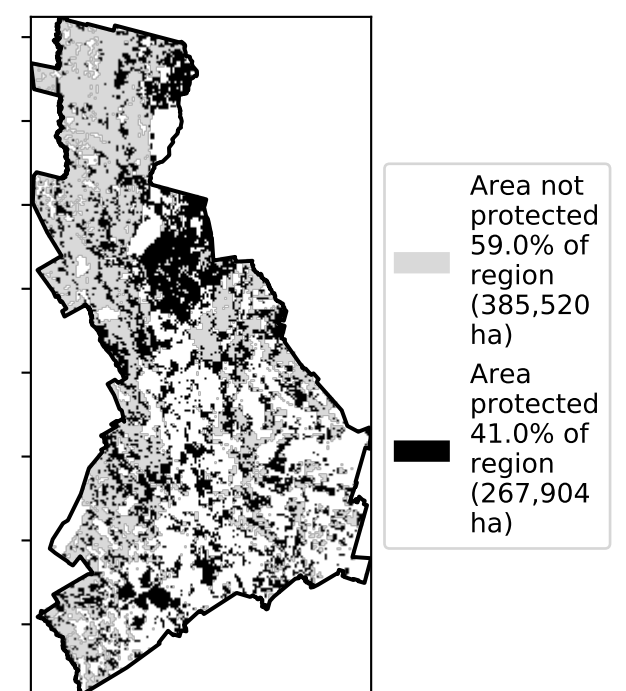 Area not
protected
59.0% of
region
(385,520
ha)
Area
protected
41.0% of
region
(267,904
ha)